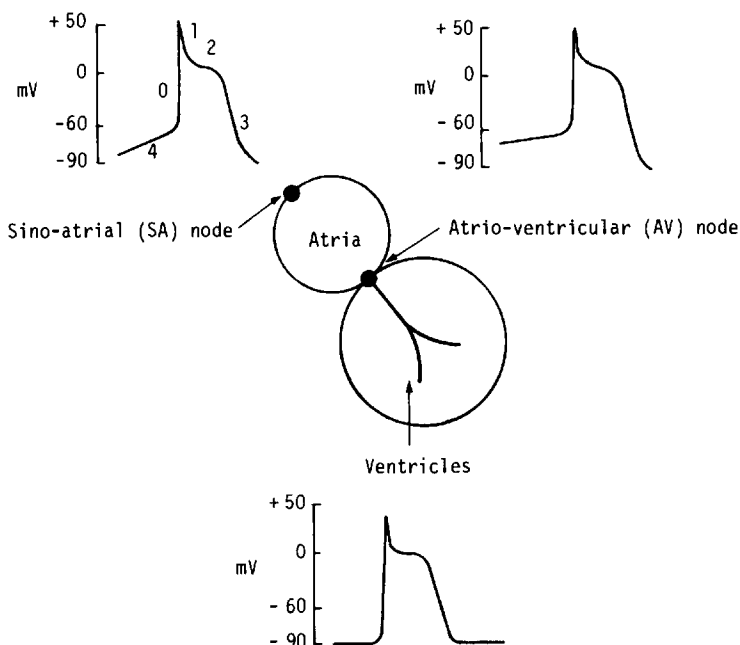 + 50
0
mV
- 60
- 90
1
2
0
3
4
+ 50
0
mV
- 60
- 90
Sino-atrial (SA) node
Atria
Atrio-ventricular (AV) node
Ventricles
+ 50
0
mV
- 60
- 90